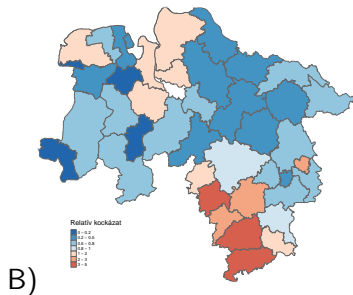 Relatív kockázat
0 – 0.2
0.2 – 0.5
0.5 – 0.8
0.8 – 1
1 – 2
2 – 3
3 – 5
B)